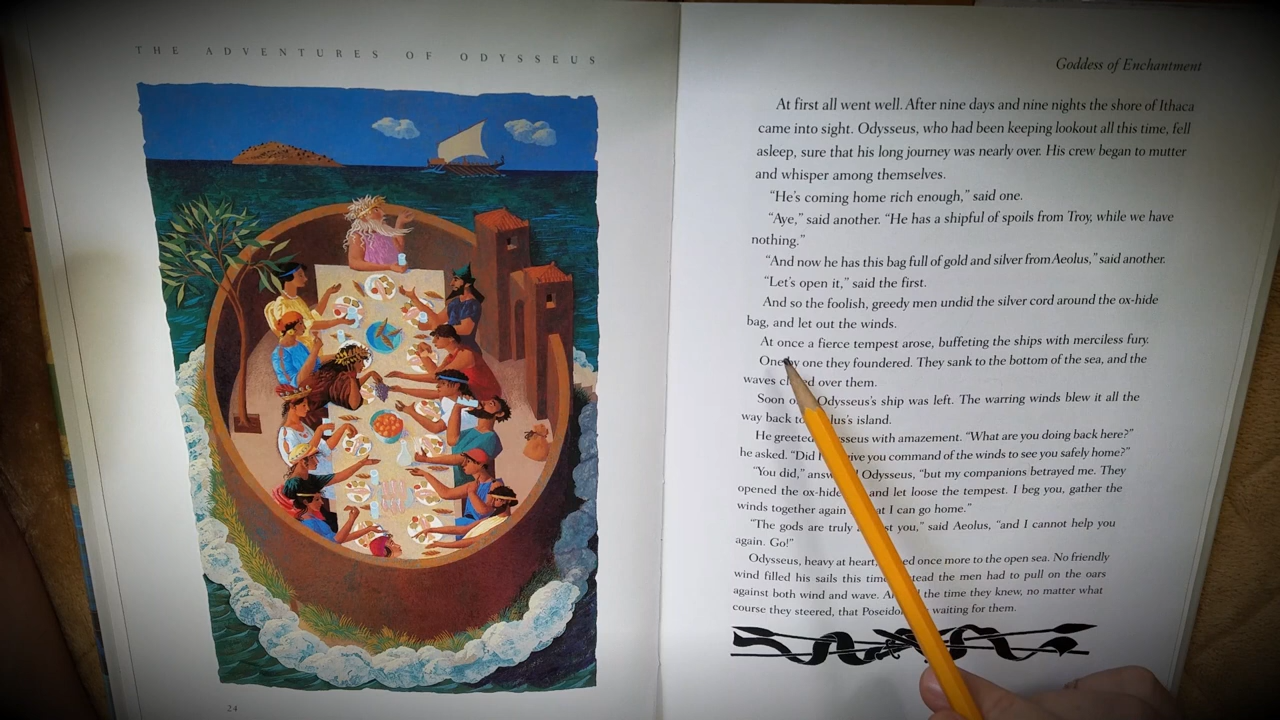 THE ADVENTURES OF ODYSSEUS
24
Goddess of Enchantment
At first all went well. After nine days and nine nights the shore of Ithaca
came into sight. Odysseus, who had been keeping lookout all this time, fell
asleep, sure that his long journey was nearly over. His crew began to mutter
and whisper among themselves.
"He's coming home rich enough," said one.
"Aye," said another. "He has a shipful of spoils from Troy, while we have
nothing."
"And now he has this bag full of gold and silver from Aeolus," said another.
"Let's open it," said the first.
And so the foolish, greedy men undid the silver cord around the ox-hide
bag, and let out the winds.
At once a fierce tempest arose, buffeting the ships with merciless fury.
One by one they foundered. They sank to the bottom of the sea, and the
waves over them.
Soon Odysseus's ship was left. The warring winds blew it all the
way back to island.
He greeted with amazement. "What are you doing back here?"
he asked. "Did give you command of the winds to see you safely home?"
"You did," Odysseus, "but my companions betrayed me. They
opened the ox-hide and let loose the tempest. I beg you, gather the
winds together again I can go home."
"The gods are truly you," said Aeolus, "and I cannot help you
again. Go!"
Odysseus, heavy at heart, once more to the open sea. No friendly
wind filled his sails this the men had to pull on the oars
against both wind and wave. the time they knew, no matter what
course they steered, that waiting for them.